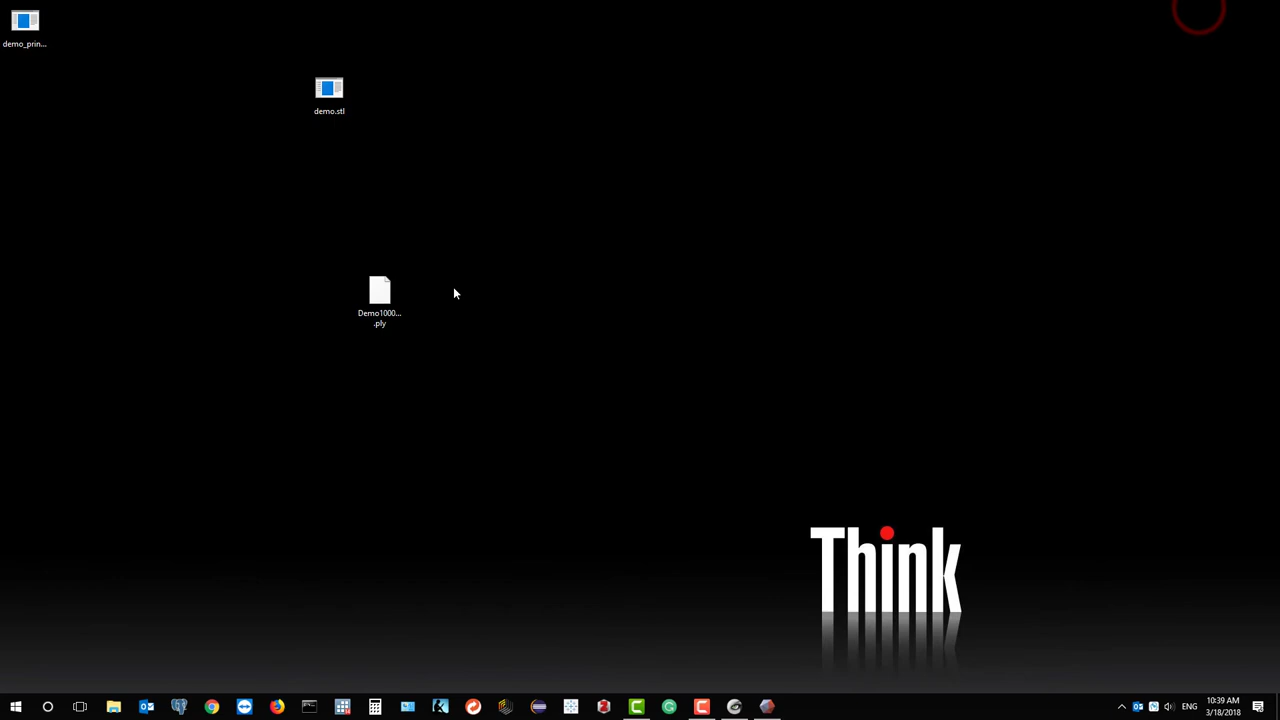 demo_prin...
demo.stl
Demo1000...
.ply
Think
ENG
10:39 AM
3/18/2018